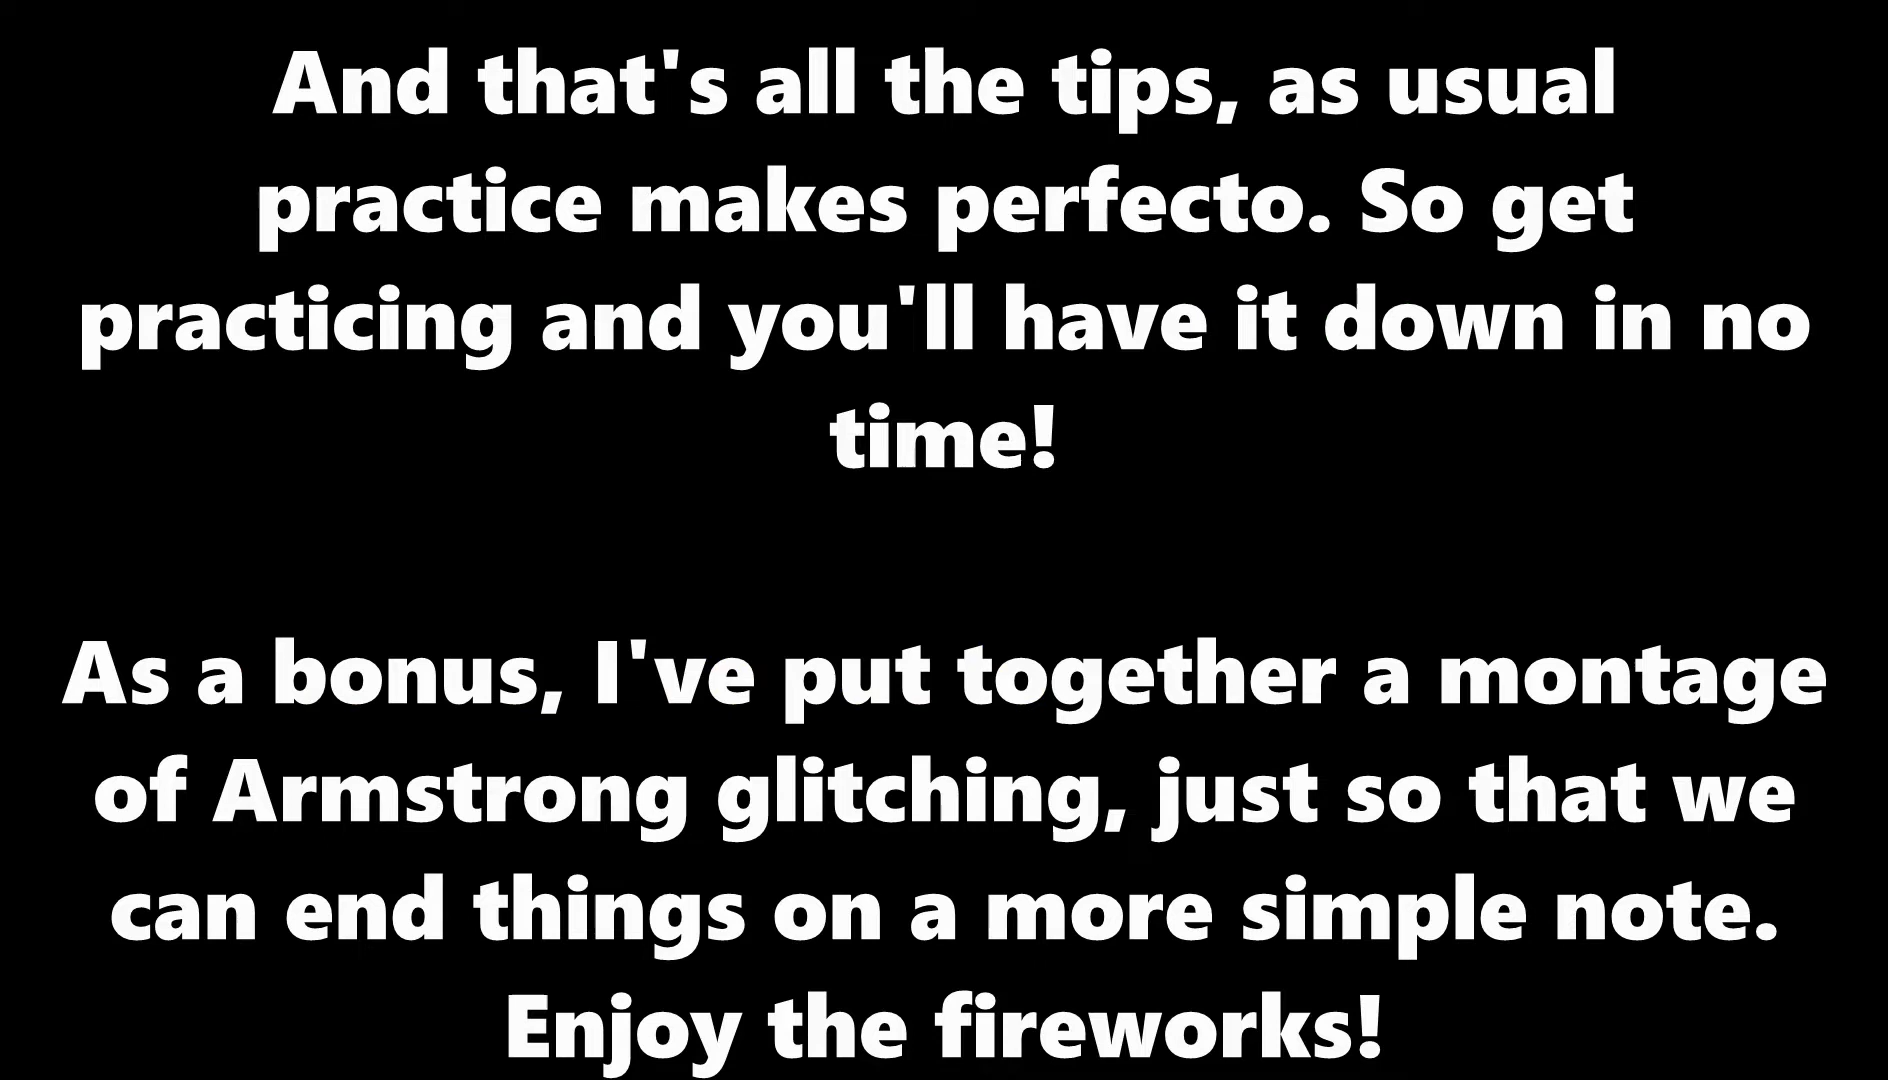 And that's all the tips, as usual
practice makes perfecto. So get
practicing and you'll have it down in no
time!
As a bonus, I've put together a montage
of Armstrong glitching, just so that we
can end things on a more simple note.
Enjoy the fireworks!